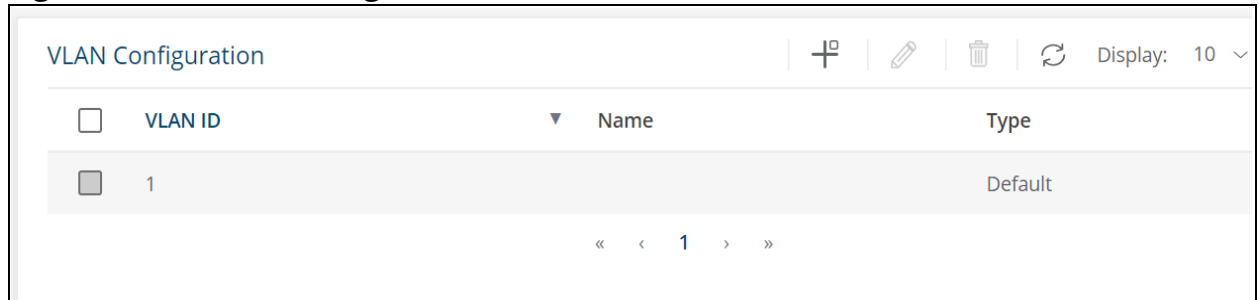 VLAN Configuration Display: 10
VLAN ID Name Type
1 Default
« ‹ 1 › »